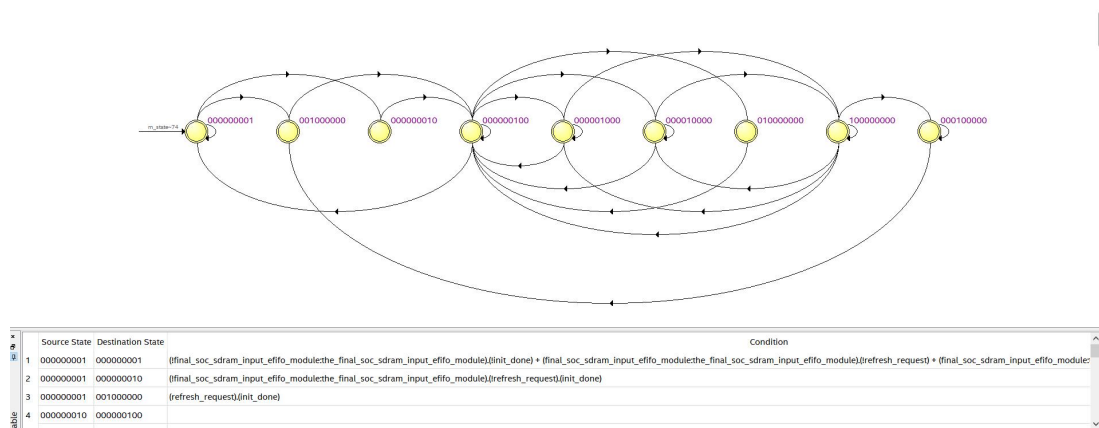 000000001 001000000 000000010 000000100 000001000 000010000 010000000 100000000 000100000
m_state~74
Source State Destination State Condition
1 000000001 000000001 (!final_soc_sdram_input_efifo_module:the_final_soc_sdram_input_efifo_module).(!init_done) + (final_soc_sdram_input_efifo_module:the_final_soc_sdram_input_efifo_module).(!refresh_request) + (final_soc_sdram_input_efifo_module:
2 000000001 000000010 (!final_soc_sdram_input_efifo_module:the_final_soc_sdram_input_efifo_module).(!refresh_request).(init_done)
3 000000001 001000000 (refresh_request).(init_done)
4 000000010 000000100
able